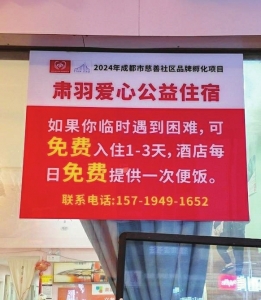 2024年成都市慈善社区品牌孵化项目
肃羽爱心公益住宿
如果你临时遇到困难，可
免费入住1-3天，酒店每
日免费提供一次便饭。
联系电话:157-1949-1652